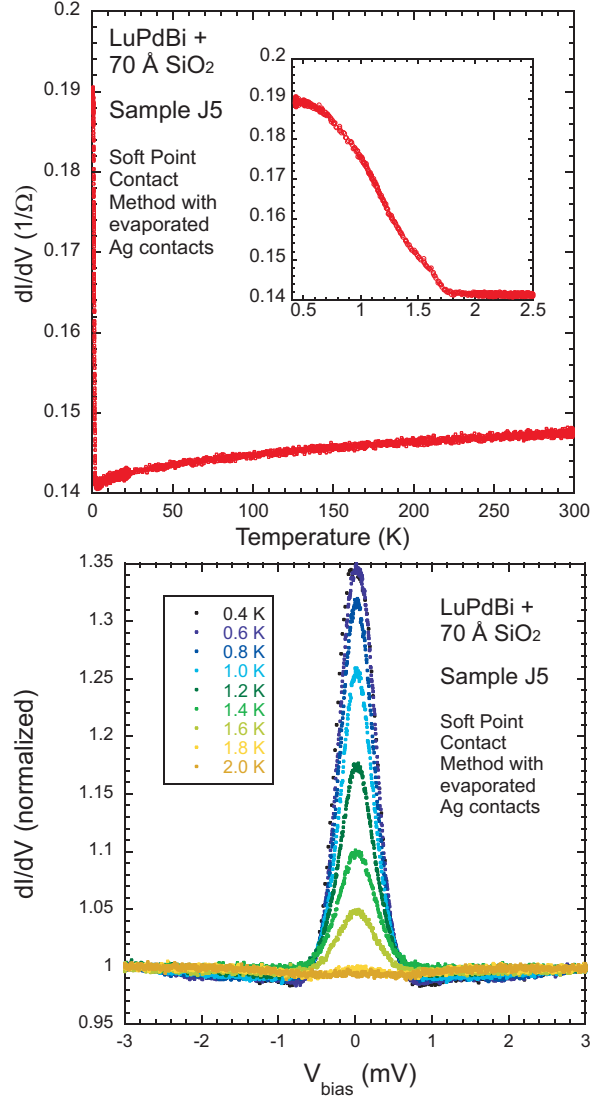 0.2
0.19
0.18
0.17
0.16
0.15
0.14
dI/dV (1/Ω)
LuPdBi +
70 Å SiO₂
Sample J5
Soft Point
Contact
Method with
evaporated
Ag contacts
0.2
0.19
0.18
0.17
0.16
0.15
0.14
0.5 1 1.5 2 2.5
0 50 100 150 200 250 300
Temperature (K)
1.35
1.3
1.25
1.2
1.15
1.1
1.05
1
0.95
dI/dV (normalized)
0.4 K
0.6 K
0.8 K
1.0 K
1.2 K
1.4 K
1.6 K
1.8 K
2.0 K
LuPdBi +
70 Å SiO₂
Sample J5
Soft Point
Contact
Method with
evaporated
Ag contacts
-3 -2 -1 0 1 2 3
V_bias (mV)